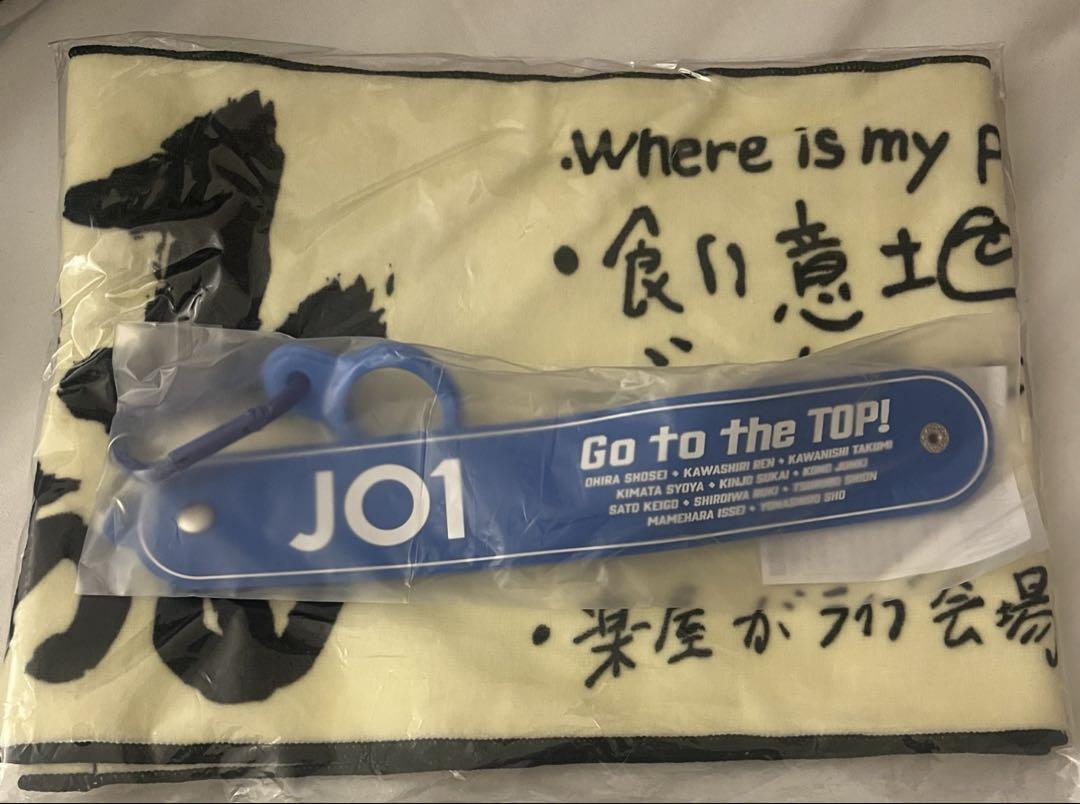 .Where is my P
・食い意地
JO1
Go to the TOP!
OHIRA SHOSEI • KAWASHIRI REN • KAWANISHI TAKUMI
KIMATA SYOYA • KINJO SUKAI • KONO JUNKI
SATO KEIGO • SHIROIWA RUKI • TSURUBO SHION
MAMEHARA ISSEI • YONASHIRO SHO
・楽屋がライブ会場